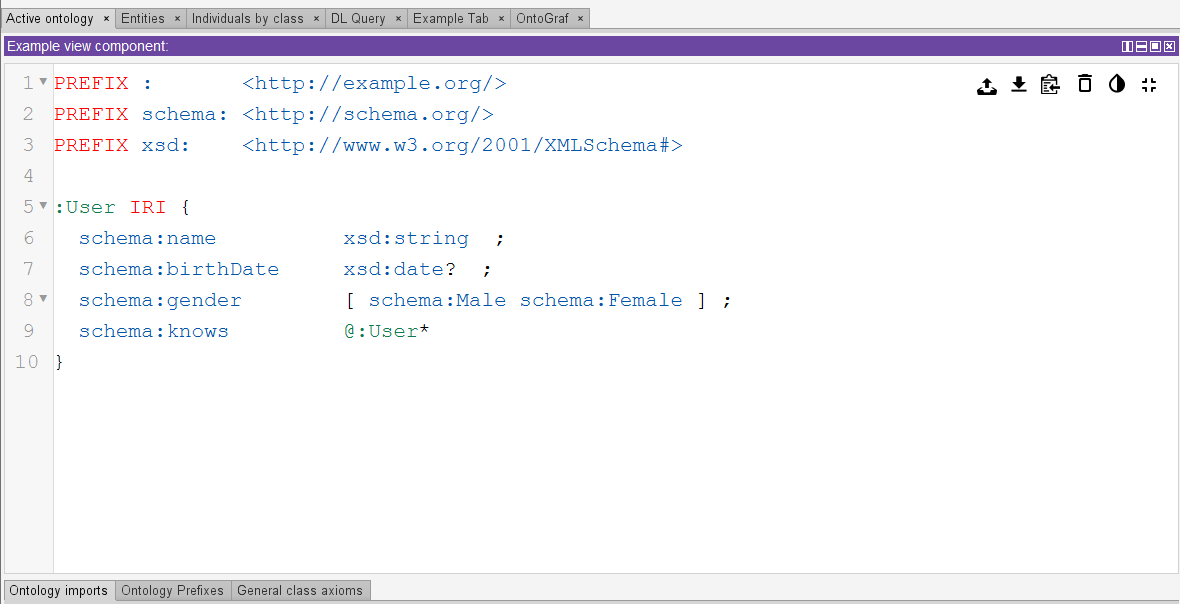 Active ontology × Entities × Individuals by class × DL Query × Example Tab × OntoGraf ×
Example view component:
1 PREFIX :       <http://example.org/>
2 PREFIX schema: <http://schema.org/>
3 PREFIX xsd:    <http://www.w3.org/2001/XMLSchema#>
4
5 :User IRI {
6   schema:name          xsd:string  ;
7   schema:birthDate     xsd:date?  ;
8   schema:gender        [ schema:Male schema:Female ] ;
9   schema:knows         @:User*
10 }
Ontology imports Ontology Prefixes General class axioms